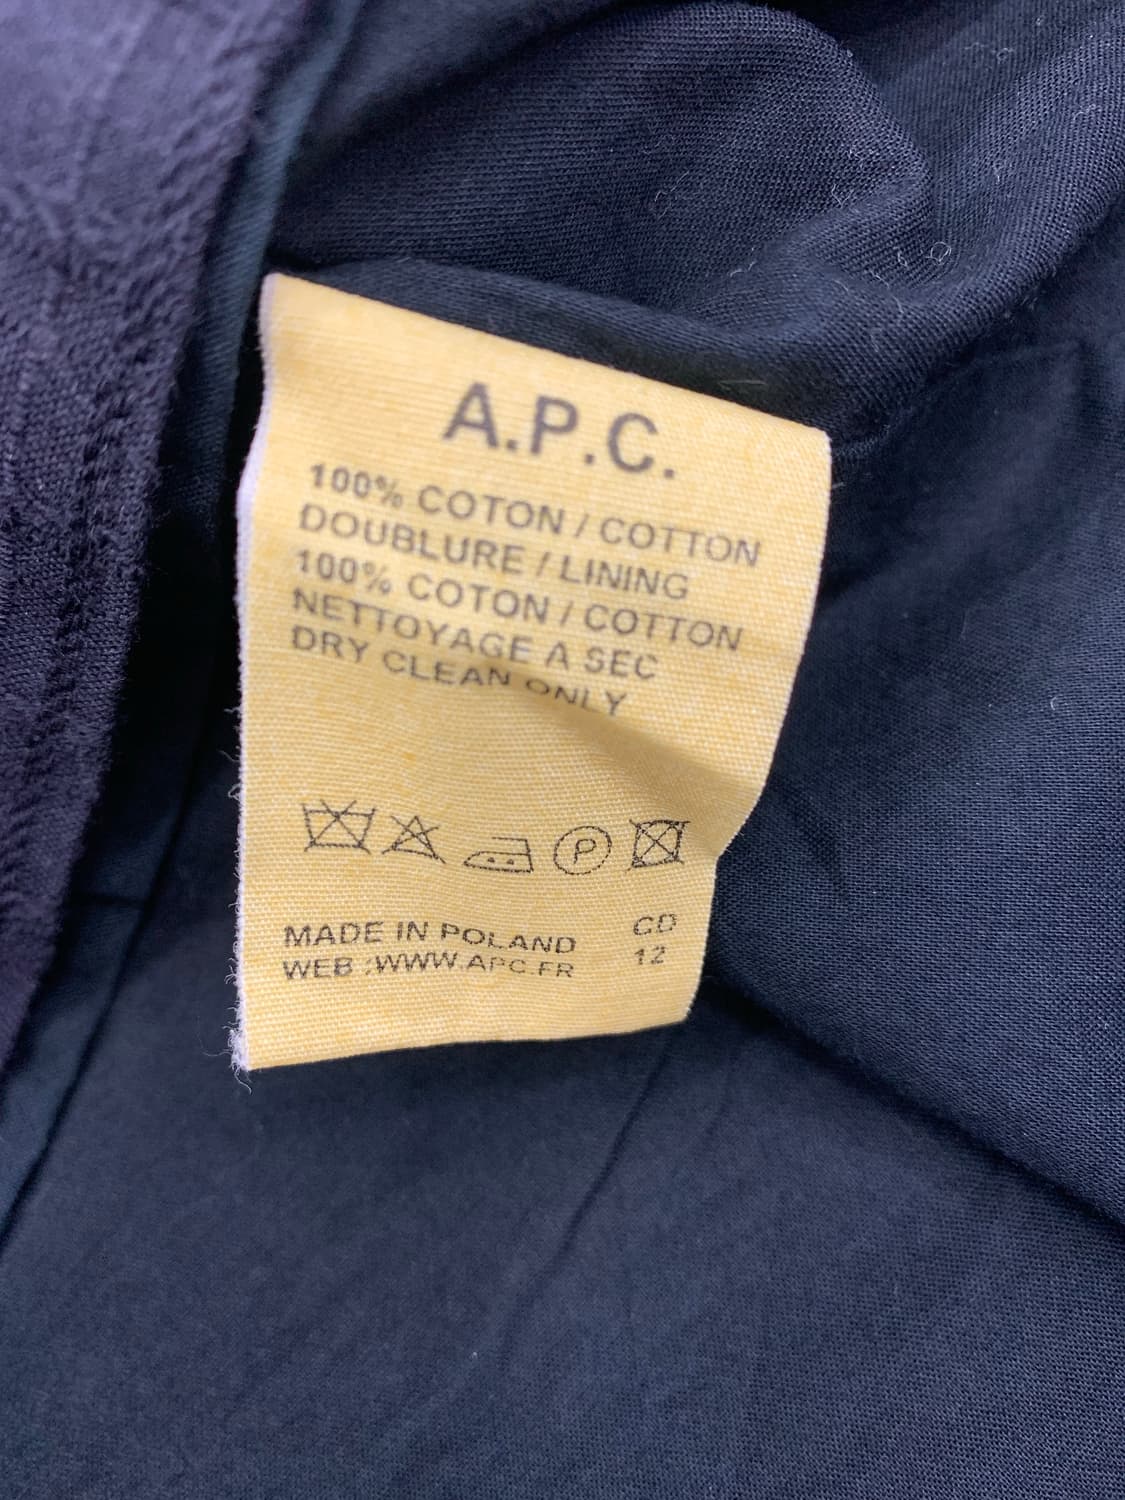 A.P.C.
100% COTON / COTTON
DOUBLURE / LINING
100% COTON / COTTON
NETTOYAGE A SEC
DRY CLEAN ONLY
P
MADE IN POLAND CD
WEB :WWW.APC.FR 12